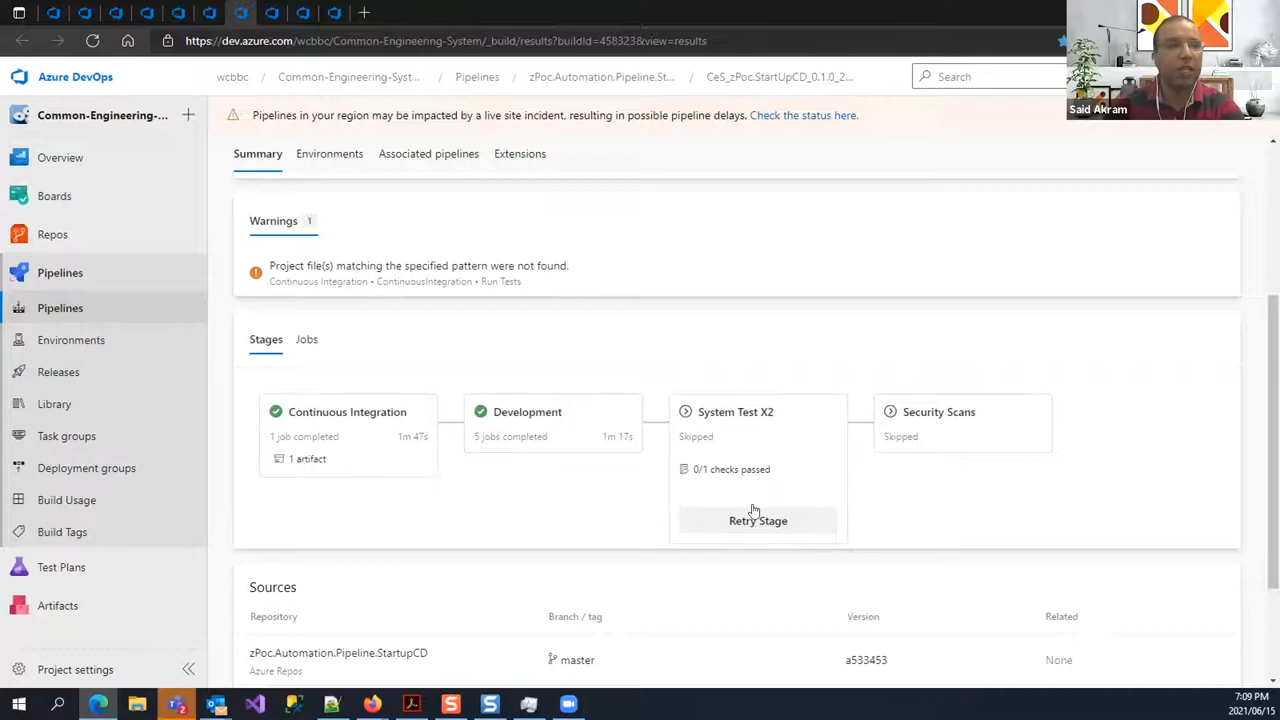 https://dev.azure.com/wcbbc/Common-Engineering-System/_build/results?buildId=458323&view=results
Azure DevOps
wcbbc / Common-Engineering-Syst... / Pipelines / zPoc.Automation.Pipeline.St... / CeS_zPoc.StartUpCD_0.1.0_2...
Search
Said Akram
Common-Engineering-...
Pipelines in your region may be impacted by a live site incident, resulting in possible pipeline delays. Check the status here.
Overview
Boards
Repos
Pipelines
Pipelines
Environments
Releases
Library
Task groups
Deployment groups
Build Usage
Build Tags
Test Plans
Artifacts
Project settings
Summary Environments Associated pipelines Extensions
Warnings 1
Project file(s) matching the specified pattern were not found.
Continuous Integration • ContinuousIntegration • Run Tests
Stages Jobs
Continuous Integration
1 job completed 1m 47s
1 artifact
Development
5 jobs completed 1m 17s
System Test X2
Skipped
0/1 checks passed
Retry Stage
Security Scans
Skipped
Sources
Repository Branch / tag Version Related
zPoc.Automation.Pipeline.StartupCD master a533453 None
Azure Repos
7:09 PM
2021/06/15